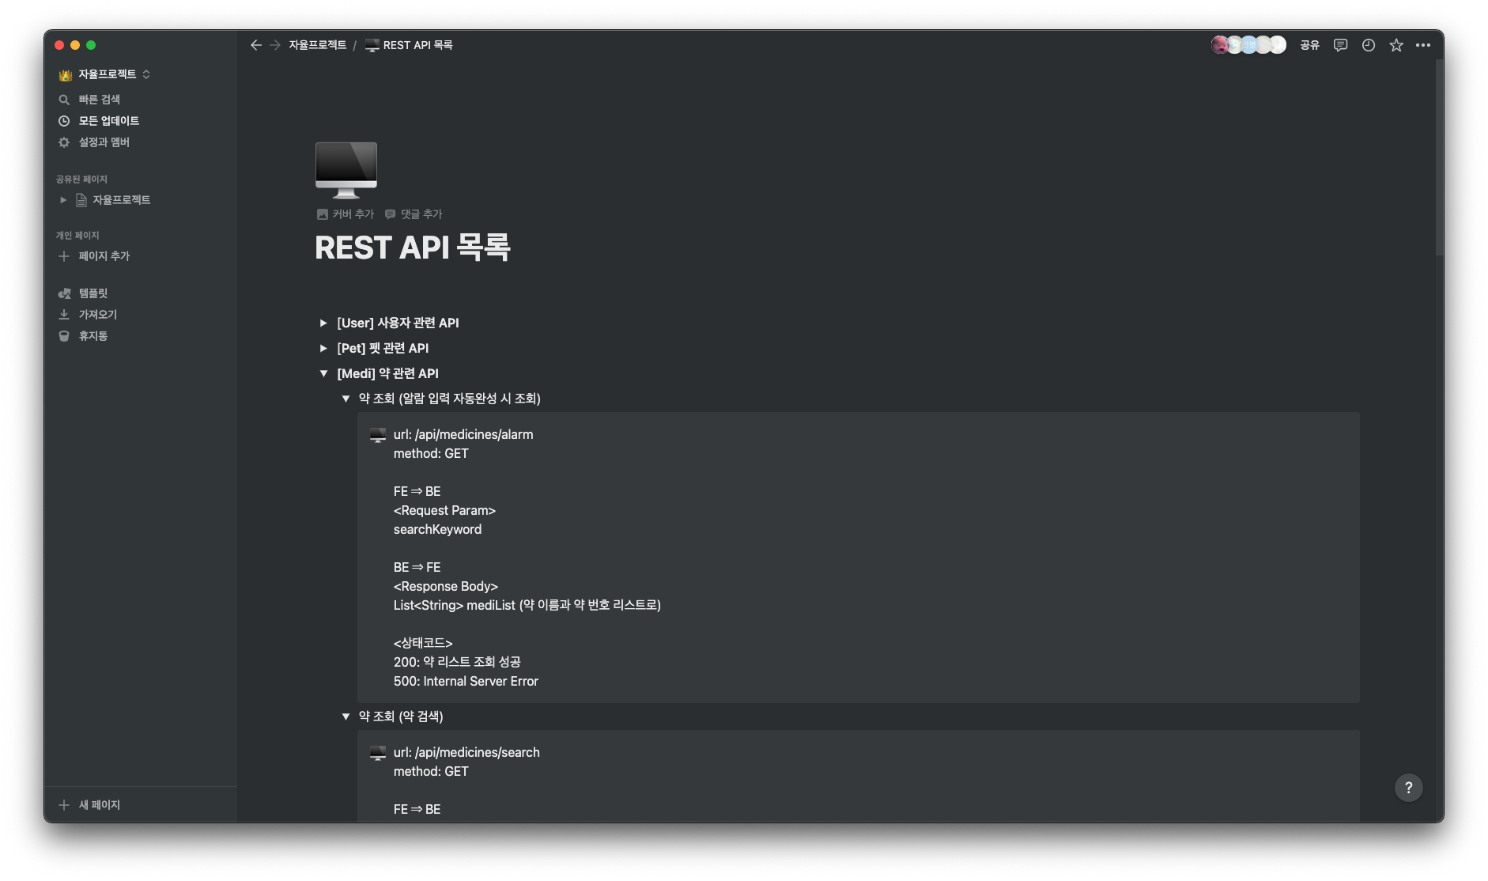 자율프로젝트 / REST API 목록
공유
자율프로젝트
빠른 검색
모든 업데이트
설정과 멤버
공유된 페이지
자율프로젝트
개인 페이지
페이지 추가
템플릿
가져오기
휴지통
새 페이지
커버 추가 댓글 추가
REST API 목록
[User] 사용자 관련 API
[Pet] 펫 관련 API
[Medi] 약 관련 API
약 조회 (알람 입력 자동완성 시 조회)
url: /api/medicines/alarm
method: GET
FE ⇒ BE
<Request Param>
searchKeyword
BE ⇒ FE
<Response Body>
List<String> mediList (약 이름과 약 번호 리스트로)
<상태코드>
200: 약 리스트 조회 성공
500: Internal Server Error
약 조회 (약 검색)
url: /api/medicines/search
method: GET
FE ⇒ BE
?